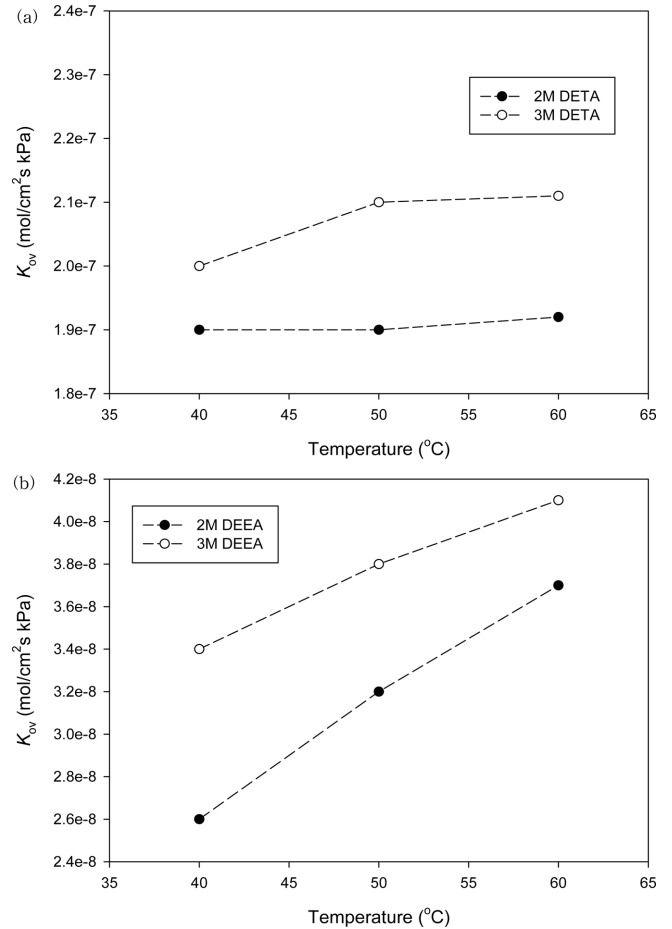 (a)
2.4e-7
2.3e-7
2.2e-7
2.1e-7
2.0e-7
1.9e-7
1.8e-7
K_ov (mol/cm²s kPa)
2M DETA
3M DETA
35 40 45 50 55 60 65
Temperature (°C)
(b)
4.2e-8
4.0e-8
3.8e-8
3.6e-8
3.4e-8
3.2e-8
3.0e-8
2.8e-8
2.6e-8
2.4e-8
K_ov (mol/cm²s kPa)
2M DEEA
3M DEEA
35 40 45 50 55 60 65
Temperature (°C)